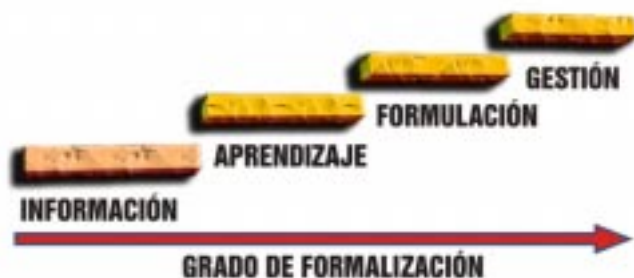 GESTIÓN
FORMULACIÓN
APRENDIZAJE
INFORMACIÓN
GRADO DE FORMALIZACIÓN